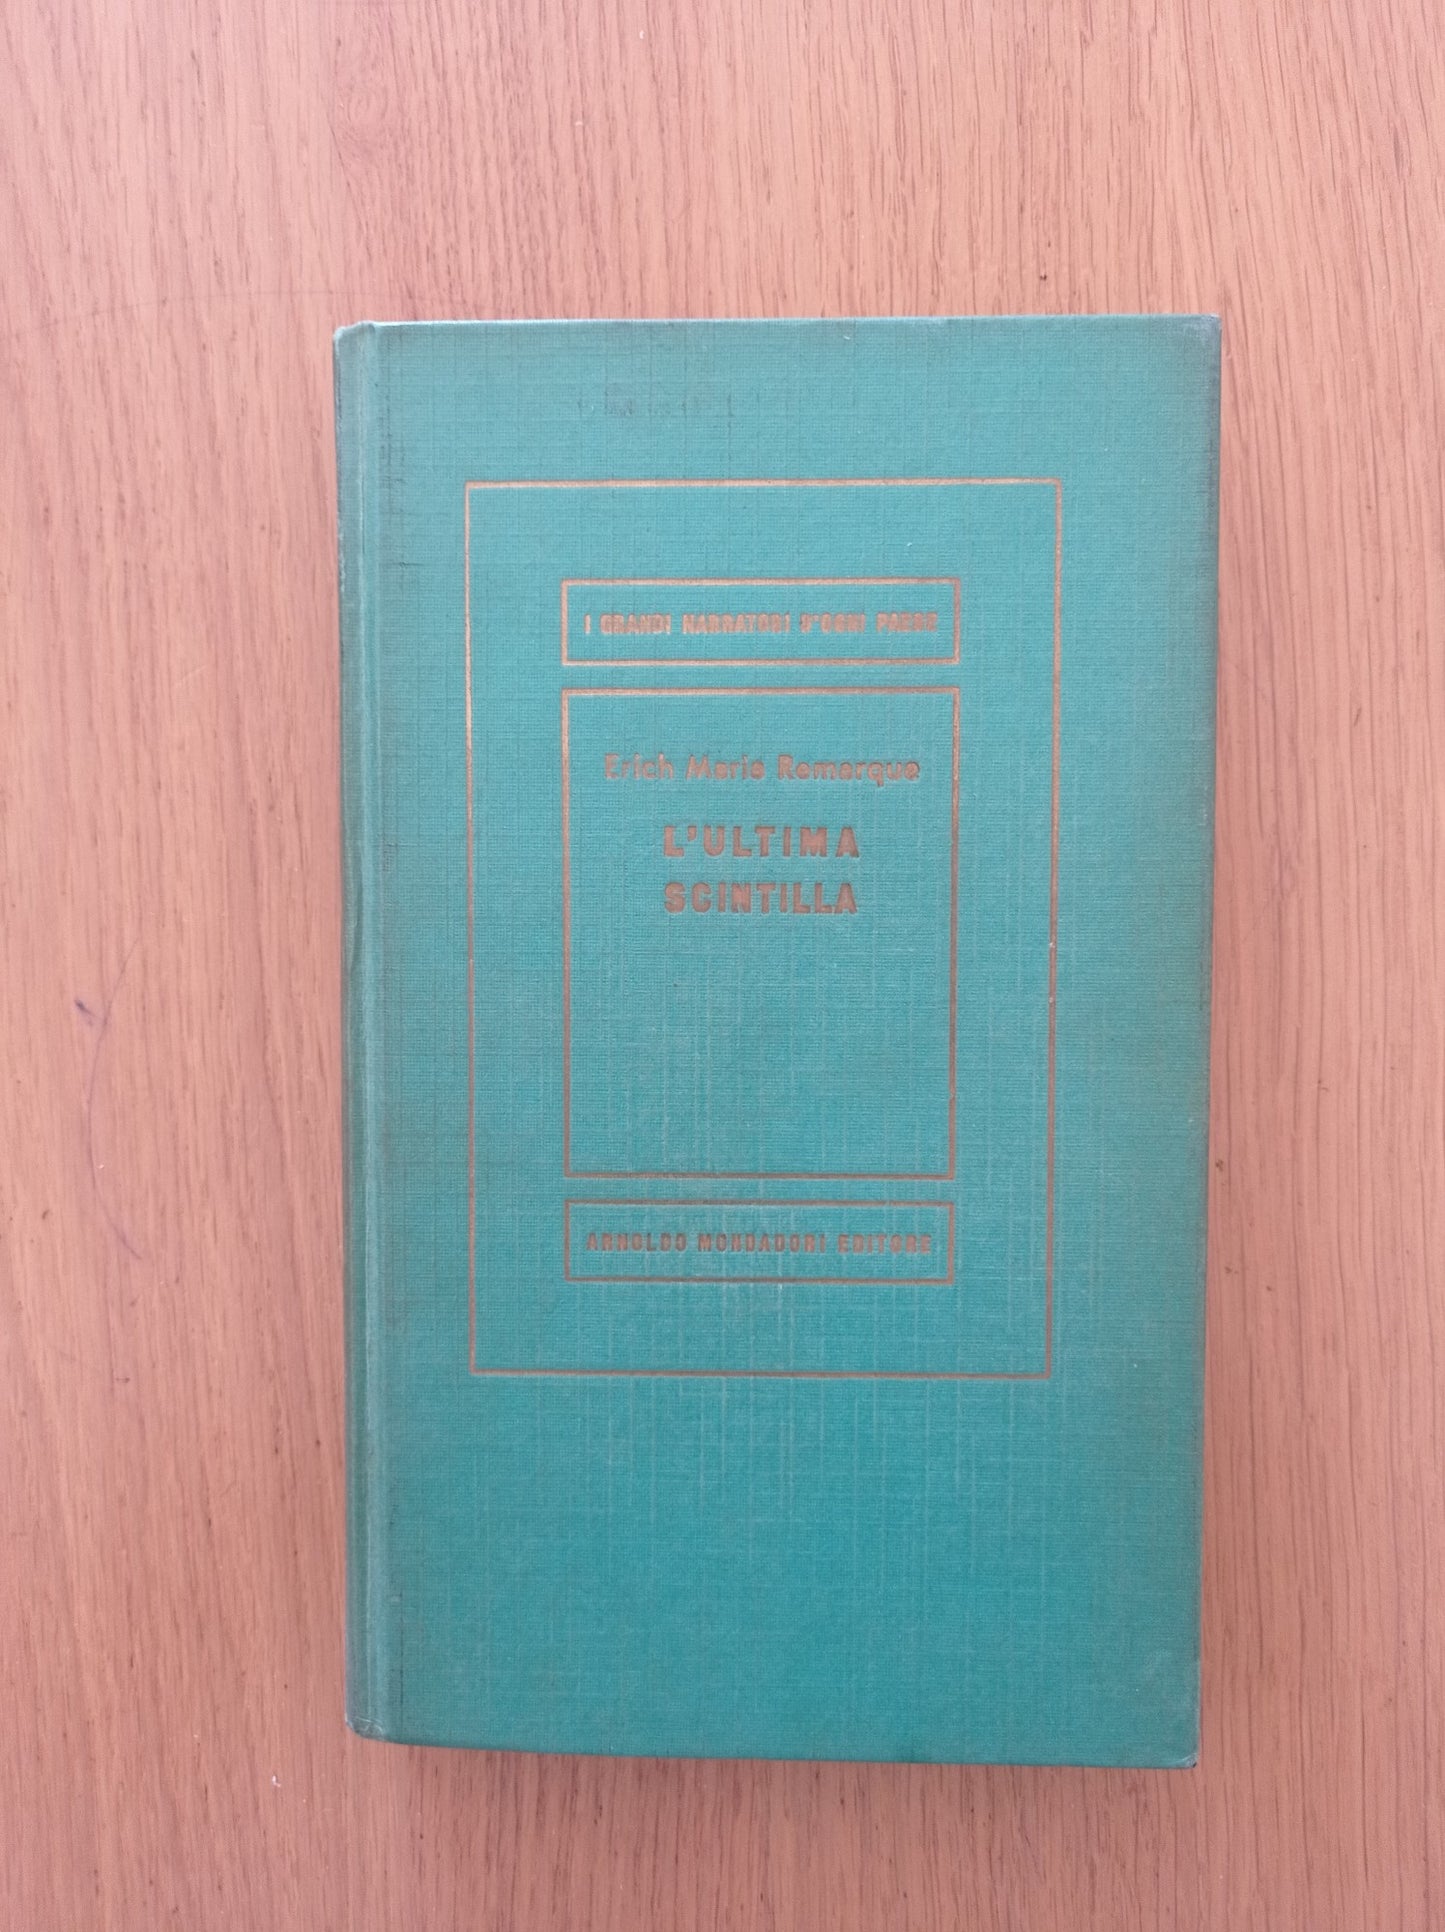 I GRANDI NARRATORI D'OGNI PAESE
Erich Maria Remarque
L'ULTIMA
SCINTILLA
ARNOLDO MONDADORI EDITORE